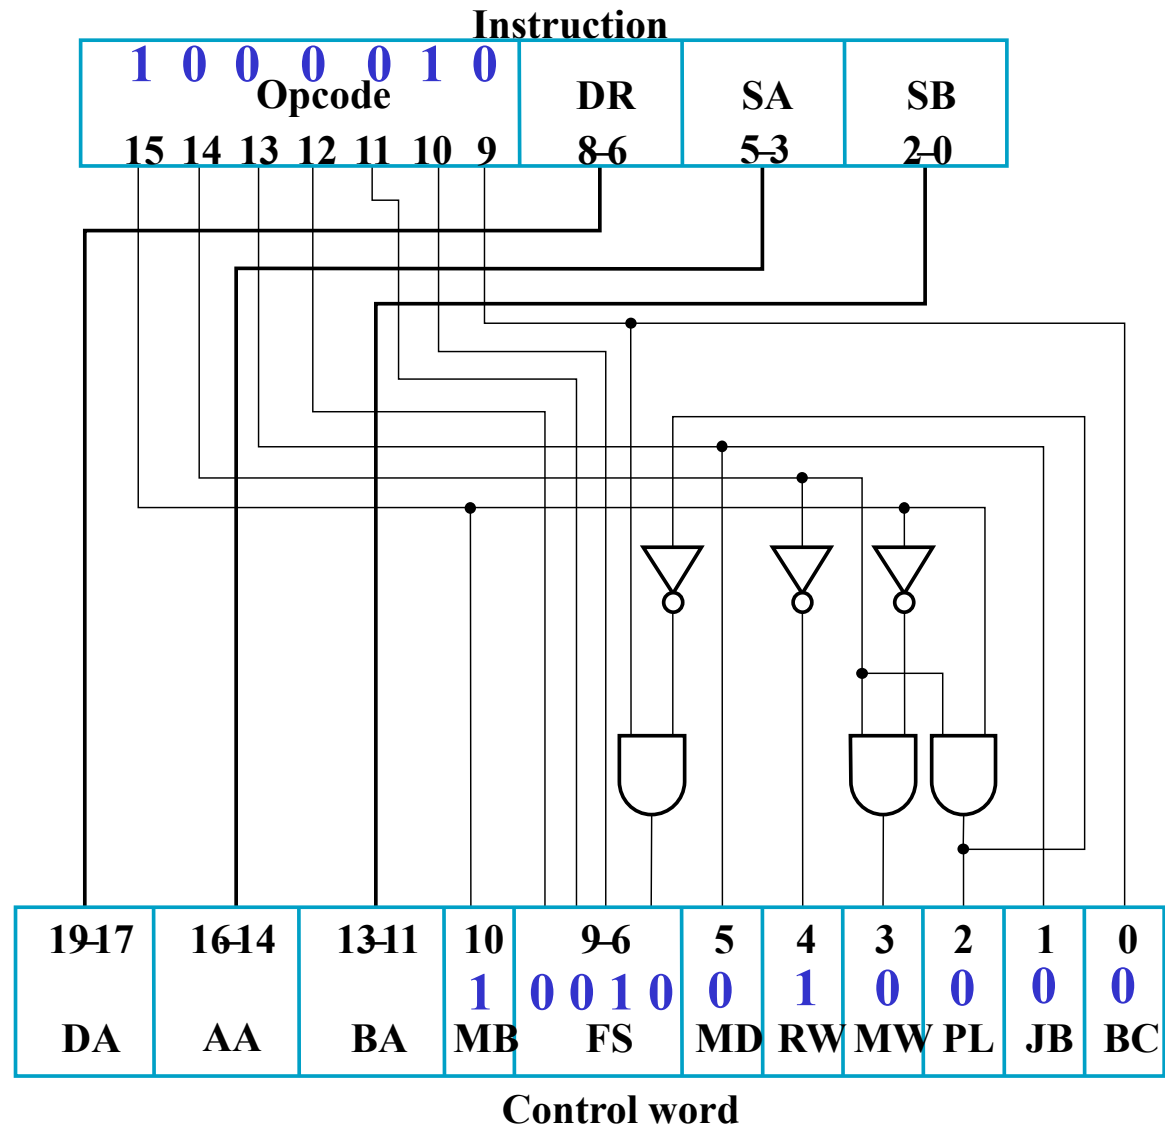 Instruction
1 0 0 0 0 1 0
Opcode DR SA SB
15 14 13 12 11 10 9 8–6 5–3 2–0
19–17 16–14 13–11 10 9–6 5 4 3 2 1 0
1 0 0 1 0 0 1 0 0 0 0
DA AA BA MB FS MD RW MW PL JB BC
Control word